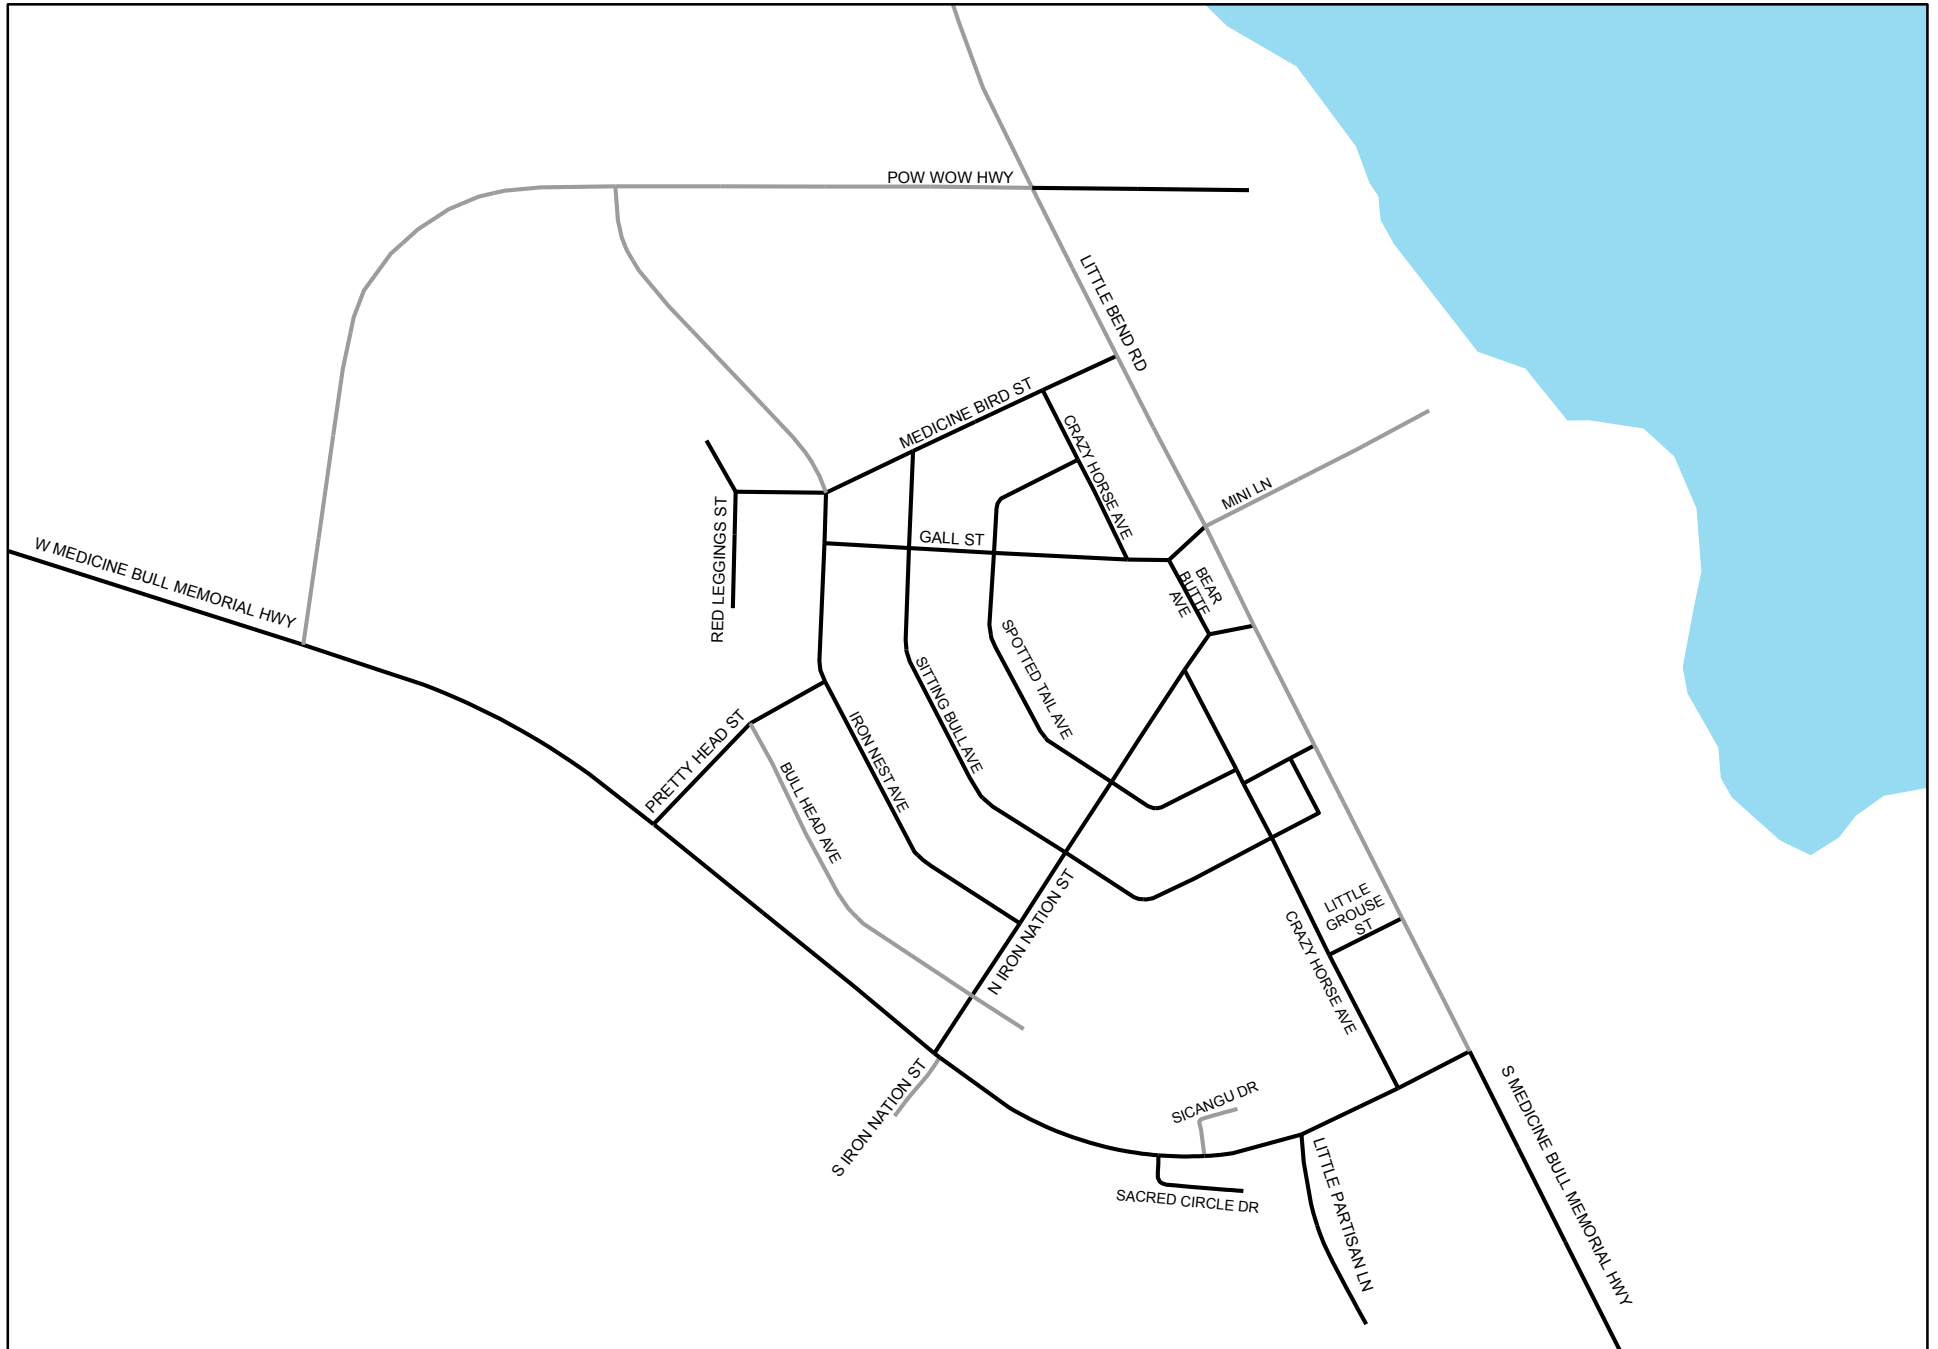 POW WOW HWY
LITTLE BEND RD
MEDICINE BIRD ST
CRAZY HORSE AVE
MINI LN
RED LEGGINGS ST
GALL ST
W MEDICINE BULL MEMORIAL HWY
BEAR
BUTTE
AVE
SPOTTED TAIL AVE
SITTING BULL AVE
IRON NEST AVE
PRETTY HEAD ST
BULL HEAD AVE
N IRON NATION ST
LITTLE
GROUSE
ST
CRAZY HORSE AVE
S IRON NATION ST
SICANGU DR
SACRED CIRCLE DR
LITTLE PARTISAN LN
S MEDICINE BULL MEMORIAL HWY